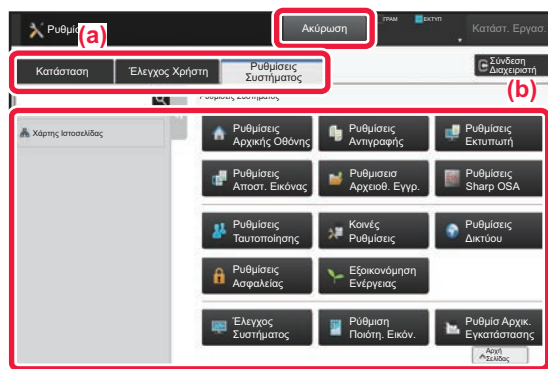 Ρυθμίσ
(a)
Ακύρωση
ΓΡΑΜ
ΕΚΤΥΠ
Κατάστ. Εργασ.
Κατάσταση
Έλεγχος Χρήστη
Ρυθμίσεις
Συστήματος
Σύνδεση
Διαχειριστή
(b)
Ρυθμίσεις Συστήματος
Χάρτης Ιστοσελίδας
Ρυθμίσεις
Αρχικής Οθόνης
Ρυθμίσεις
Αντιγραφής
Ρυθμίσεις
Εκτυπωτή
Ρυθμίσεις
Αποστ. Εικόνας
Ρυθμισεισ
Αρχειοθ. Εγγρ.
Ρυθμίσεις
Sharp OSA
Ρυθμίσεις
Ταυτοποίησης
Κοινές
Ρυθμίσεις
Ρυθμίσεις
Δικτύου
Ρυθμίσεις
Ασφαλείας
Εξοικονόμηση
Ενέργειας
Έλεγχος
Συστήματος
Ρύθμιση
Ποιότη. Εικόν.
Ρυθμίσ Αρχικ.
Εγκατάστασης
Αρχή
Σελίδας